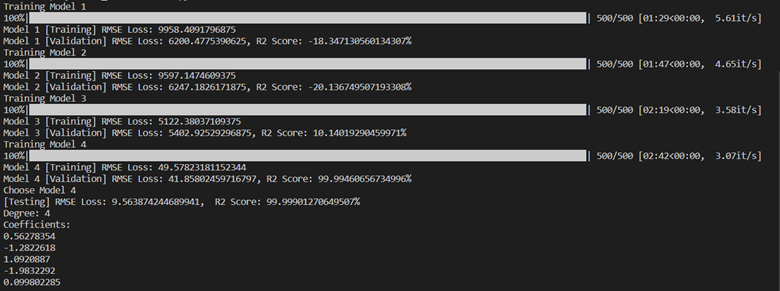 Training Model 1
100%| | 500/500 [01:29<00:00, 5.61it/s]
Model 1 [Training] RMSE Loss: 9958.4091796875
Model 1 [Validation] RMSE Loss: 6200.4775390625, R2 Score: -18.347130560134307%
Training Model 2
100%| | 500/500 [01:47<00:00, 4.65it/s]
Model 2 [Training] RMSE Loss: 9597.1474609375
Model 2 [Validation] RMSE Loss: 6247.1826171875, R2 Score: -20.136749507193308%
Training Model 3
100%| | 500/500 [02:19<00:00, 3.58it/s]
Model 3 [Training] RMSE Loss: 5122.38037109375
Model 3 [Validation] RMSE Loss: 5402.92529296875, R2 Score: 10.14019290459971%
Training Model 4
100%| | 500/500 [02:42<00:00, 3.07it/s]
Model 4 [Training] RMSE Loss: 49.57823181152344
Model 4 [Validation] RMSE Loss: 41.85802459716797, R2 Score: 99.99460656734996%
Choose Model 4
[Testing] RMSE Loss: 9.563874244689941, R2 Score: 99.99901270649507%
Degree: 4
Coefficients:
0.56278354
-1.2822618
1.0920887
-1.9832292
0.099802285